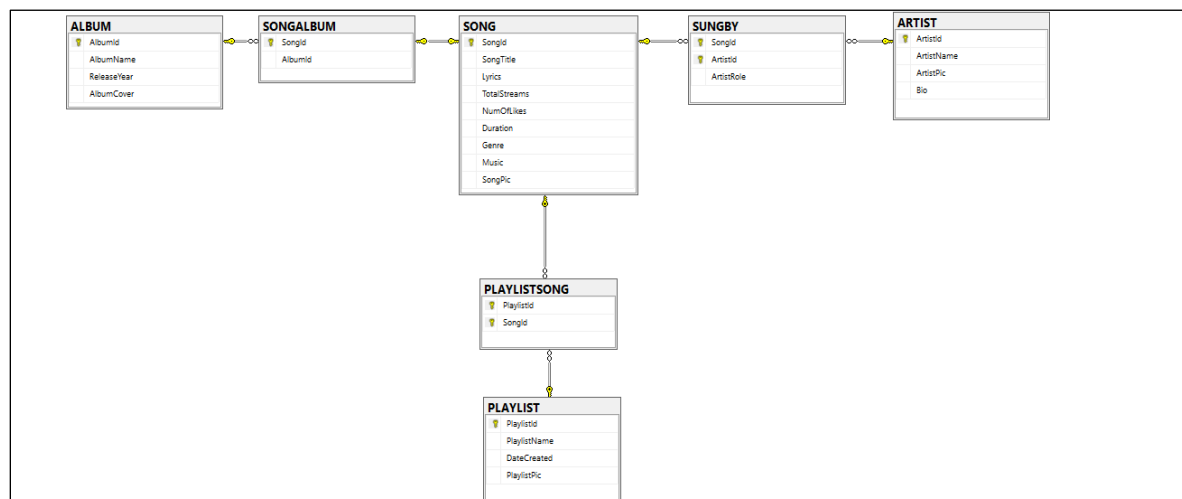 ALBUM
AlbumId
AlbumName
ReleaseYear
AlbumCover
SONGALBUM
SongId
AlbumId
SONG
SongId
SongTitle
Lyrics
TotalStreams
NumOfLikes
Duration
Genre
Music
SongPic
SUNGBY
SongId
ArtistId
ArtistRole
ARTIST
ArtistId
ArtistName
ArtistPic
Bio
PLAYLISTSONG
PlaylistId
SongId
PLAYLIST
PlaylistId
PlaylistName
DateCreated
PlaylistPic